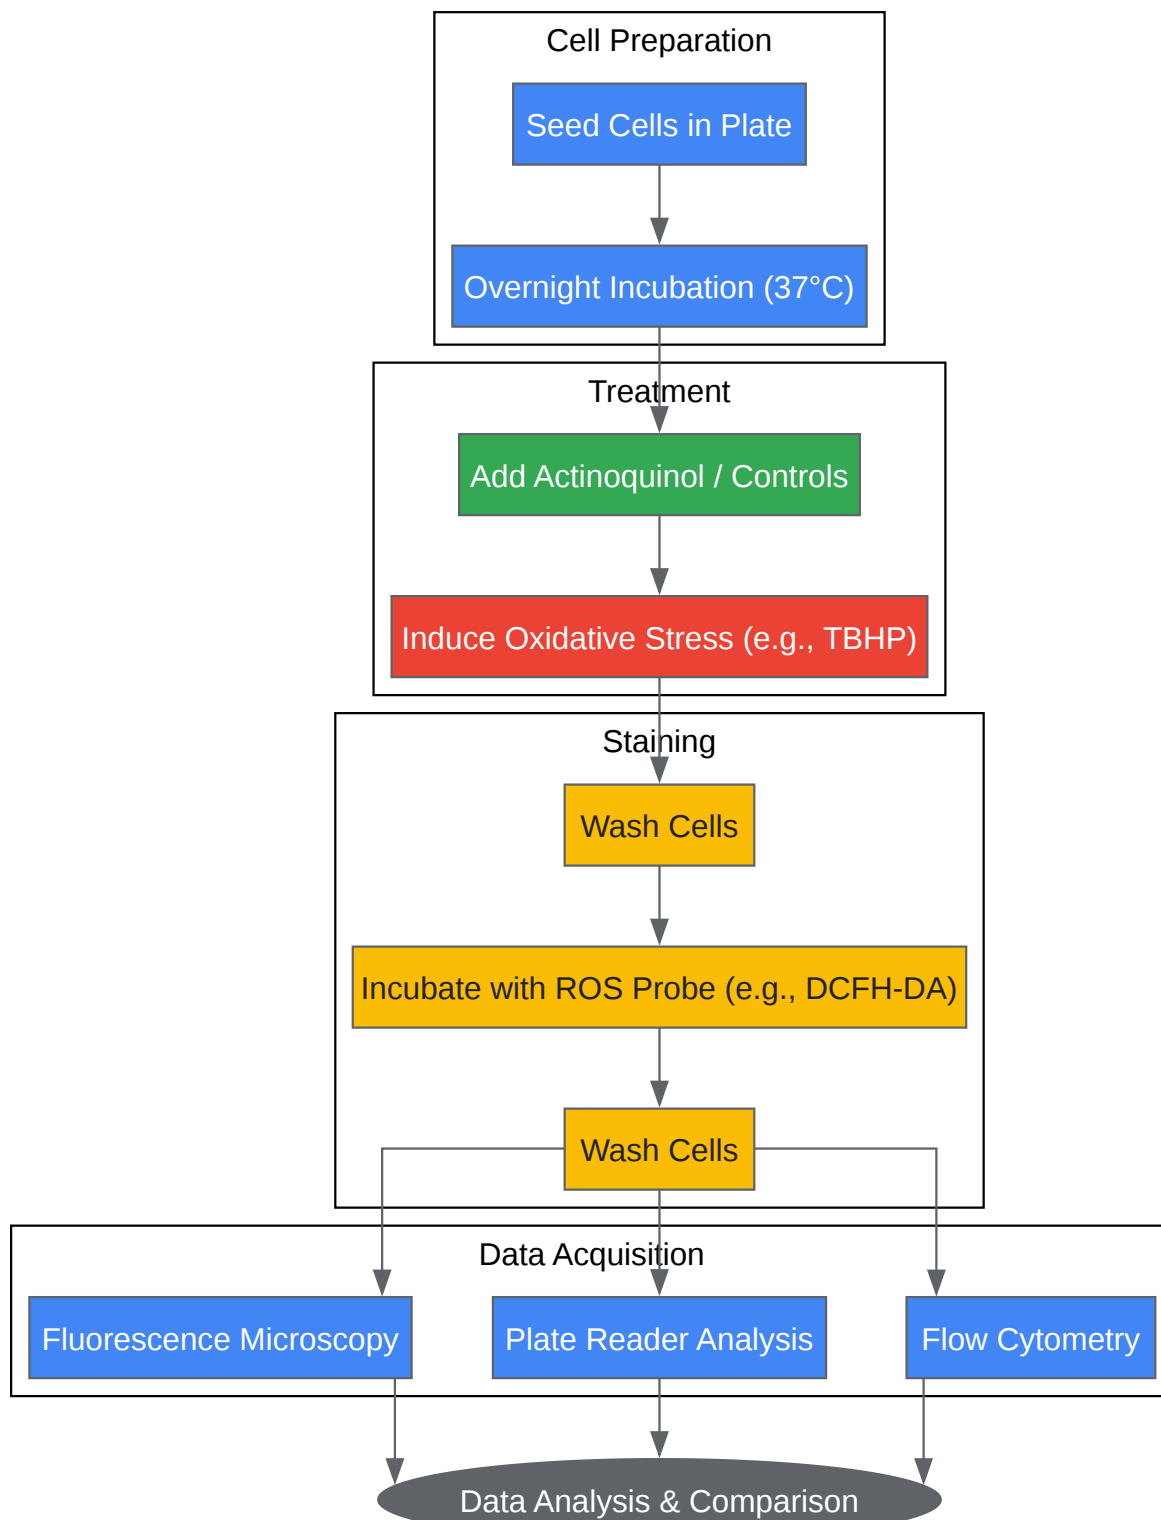 Cell Preparation
Seed Cells in Plate
Overnight Incubation (37°C)
Treatment
Add Actinoquinol / Controls
Induce Oxidative Stress (e.g., TBHP)
Staining
Wash Cells
Incubate with ROS Probe (e.g., DCFH-DA)
Wash Cells
Data Acquisition
Fluorescence Microscopy
Plate Reader Analysis
Flow Cytometry
Data Analysis & Comparison